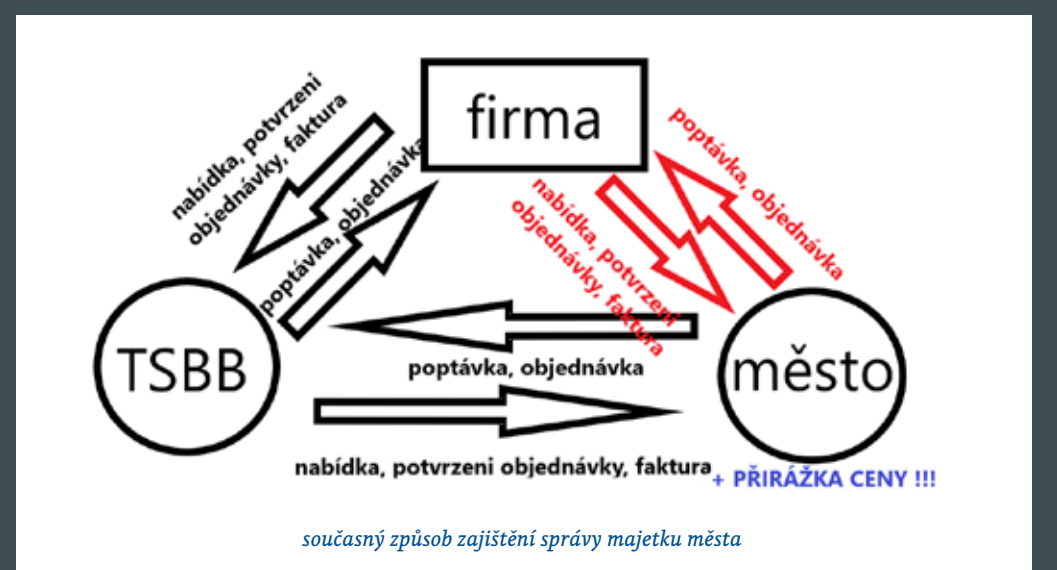 firma
nabídka, potvrzeni
objednávky, faktura
poptávka, objednávka
poptávka, objednávka
nabídka, potvrzení
objednávky, faktura
TSBB
město
poptávka, objednávka
nabídka, potvrzeni objednávky, faktura
+ PŘIRÁŽKA CENY !!!
současný způsob zajištění správy majetku města